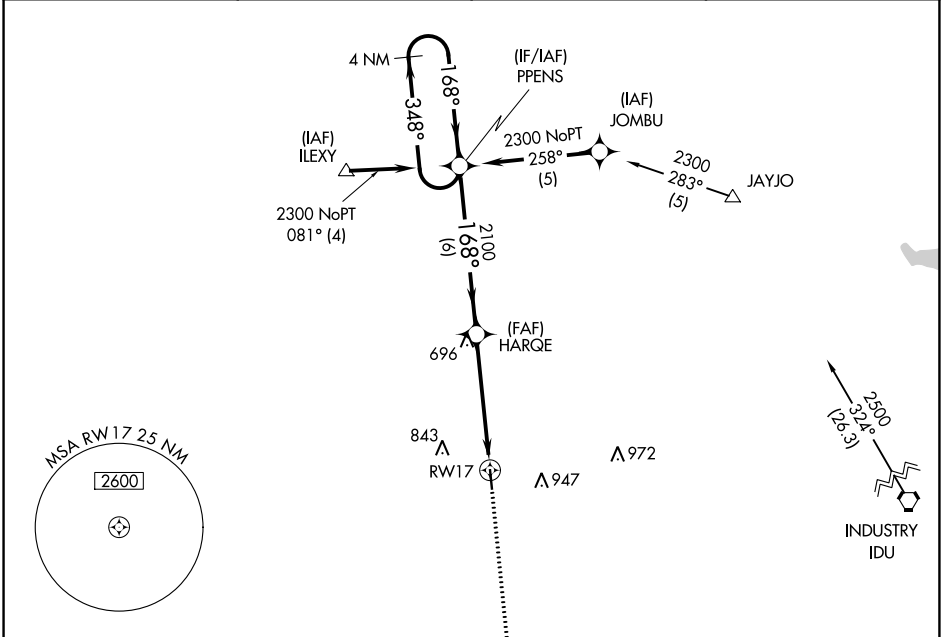 4 NM
168°
348°
(IF/IAF)
PPENS
(IAF)
JOMBU
(IAF)
ILEXY
2300 NoPT
258°
(5)
2300
283°
(5)
JAYJO
2300 NoPT
081° (4)
2100
168°
(6)
(FAF)
HARQE
696
843
RW17
947
972
MSA RW17 25 NM
2600
2500
324°
(26.3)
INDUSTRY
IDU